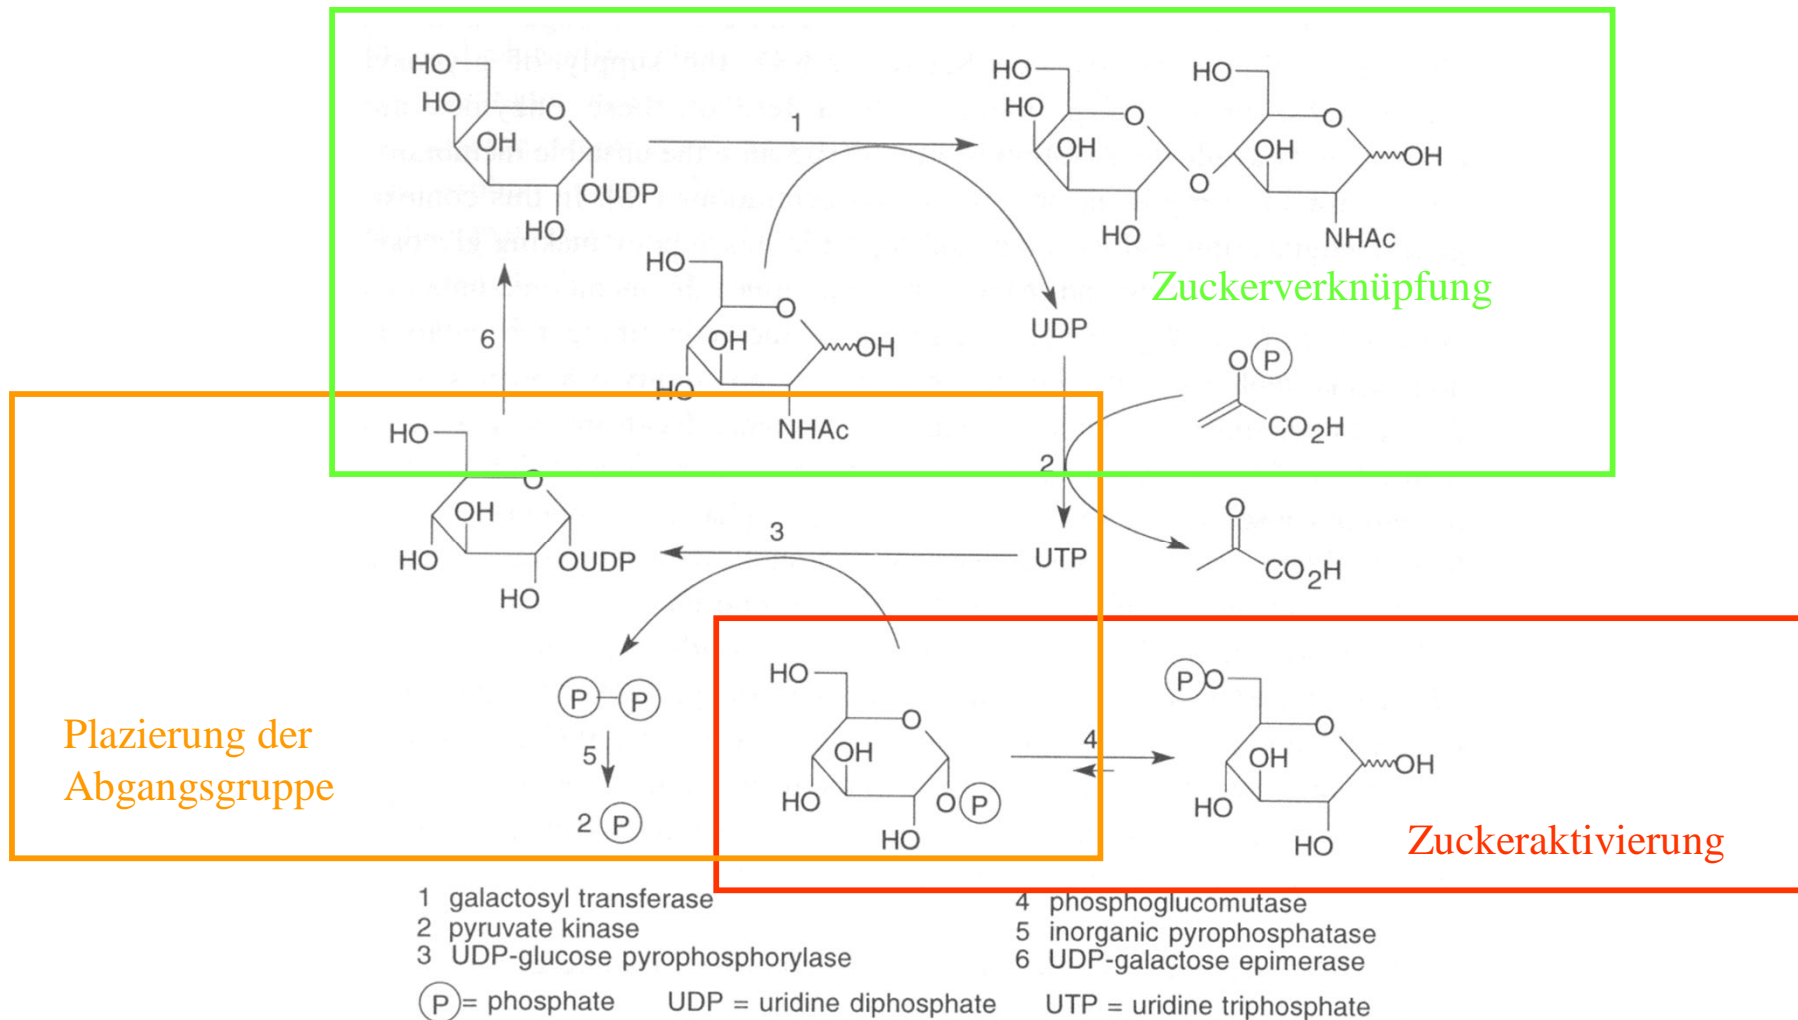 HO
HO
O
OH
OUDP
HO
1
HO
HO
O
OH
HO
O
HO
O
OH
OH
NHAc
Zuckerverknüpfung
6
HO
O
OH
OH
HO
NHAc
UDP
O P
CO2H
2
HO
O
OH
HO
OUDP
HO
3
UTP
O
CO2H
P P
5
2 P
Plazierung der
Abgangsgruppe
HO
O
OH
HO
O P
HO
4
P O
O
OH
OH
HO
HO
Zuckeraktivierung
1 galactosyl transferase
2 pyruvate kinase
3 UDP-glucose pyrophosphorylase
4 phosphoglucomutase
5 inorganic pyrophosphatase
6 UDP-galactose epimerase
P = phosphate UDP = uridine diphosphate UTP = uridine triphosphate